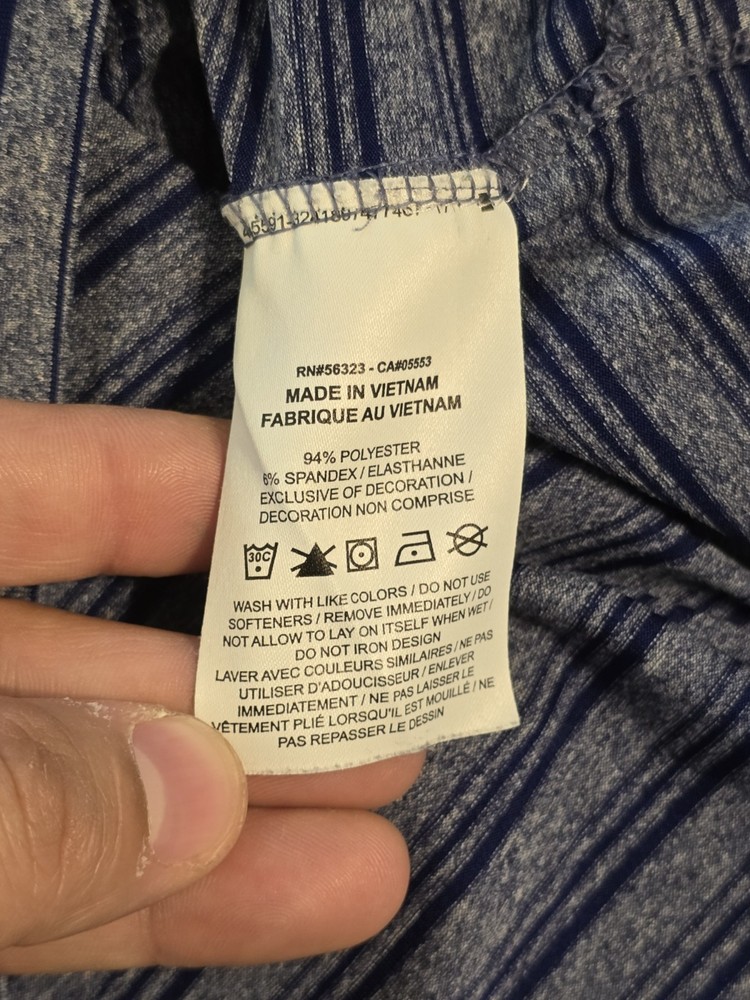 RN#56323 - CA#05553
MADE IN VIETNAM
FABRIQUE AU VIETNAM
94% POLYESTER
6% SPANDEX / ELASTHANNE
EXCLUSIVE OF DECORATION /
DECORATION NON COMPRISE
30C
WASH WITH LIKE COLORS / DO NOT USE
SOFTENERS / REMOVE IMMEDIATELY / DO
NOT ALLOW TO LAY ON ITSELF WHEN WET /
DO NOT IRON DESIGN
LAVER AVEC COULEURS SIMILAIRES / NE PAS
UTILISER D'ADOUCISSEUR / ENLEVER
IMMEDIATEMENT / NE PAS LAISSER LE
VÊTEMENT PLIÉ LORSQU'IL EST MOUILLÉ / NE
PAS REPASSER LE DESSIN